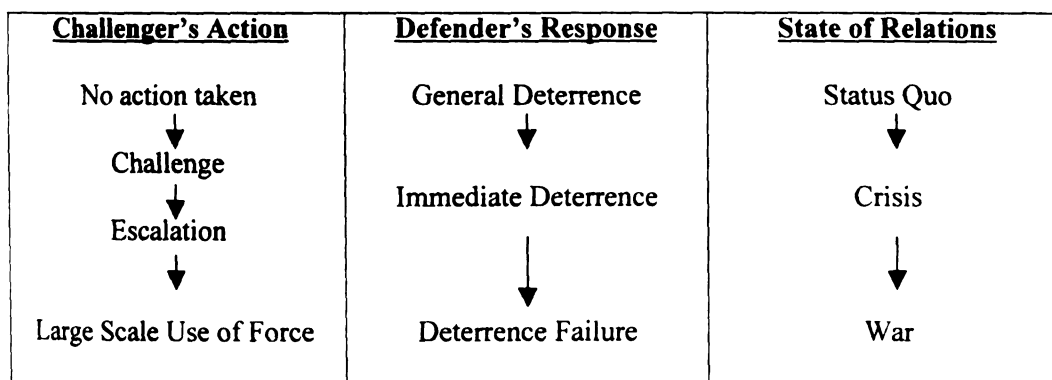 Challenger's Action
No action taken
Challenge
Escalation
Large Scale Use of Force
Defender's Response
General Deterrence
Immediate Deterrence
Deterrence Failure
State of Relations
Status Quo
Crisis
War